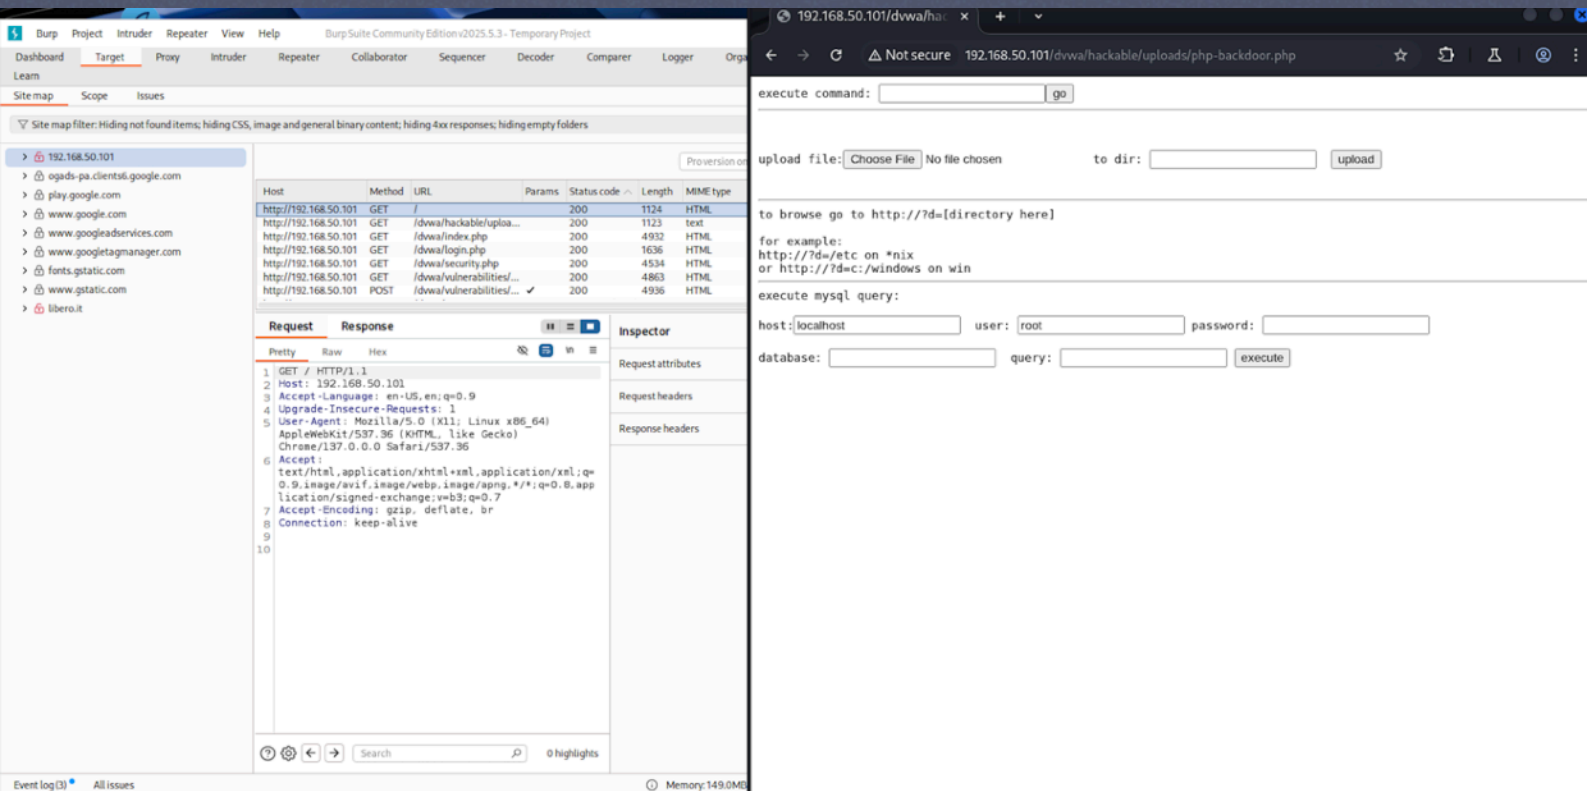 Burp Project Intruder Repeater View Help Burp Suite Community Edition v2025.5.3 - Temporary Project
Dashboard Target Proxy Intruder Repeater Collaborator Sequencer Decoder Comparer Logger Orga
Learn
Site map Scope Issues
Site map filter: Hiding not found items; hiding CSS, image and general binary content; hiding 4xx responses; hiding empty folders
192.168.50.101
ogads-pa.clients6.google.com
play.google.com
www.google.com
www.googleadservices.com
www.googletagmanager.com
fonts.gstatic.com
www.gstatic.com
libero.it
Pro version on
Host Method URL Params Status code Length MIME type
http://192.168.50.101 GET / 200 1124 HTML
http://192.168.50.101 GET /dvwa/hackable/uploa... 200 1123 text
http://192.168.50.101 GET /dvwa/index.php 200 4932 HTML
http://192.168.50.101 GET /dvwa/login.php 200 1636 HTML
http://192.168.50.101 GET /dvwa/security.php 200 4534 HTML
http://192.168.50.101 GET /dvwa/vulnerabilities/... 200 4863 HTML
http://192.168.50.101 POST /dvwa/vulnerabilities/... ✓ 200 4936 HTML
Request Response
Pretty Raw Hex
\n
1 GET / HTTP/1.1
2 Host: 192.168.50.101
3 Accept-Language: en-US,en;q=0.9
4 Upgrade-Insecure-Requests: 1
5 User-Agent: Mozilla/5.0 (X11; Linux x86_64)
AppleWebKit/537.36 (KHTML, like Gecko)
Chrome/137.0.0.0 Safari/537.36
6 Accept:
text/html,application/xhtml+xml,application/xml;q=
0.9,image/avif,image/webp,image/apng,*/*;q=0.8,app
lication/signed-exchange;v=b3;q=0.7
7 Accept-Encoding: gzip, deflate, br
8 Connection: keep-alive
9
10
Inspector
Request attributes
Request headers
Response headers
Search
0 highlights
Event log (3) All issues
Memory: 149.0MB
192.168.50.101/dvwa/hac
Not secure 192.168.50.101/dvwa/hackable/uploads/php-backdoor.php
execute command: go
upload file: Choose File No file chosen to dir: upload
to browse go to http://?d=[directory here]
for example:
http://?d=/etc on *nix
or http://?d=c:/windows on win
execute mysql query:
host: localhost user: root password:
database: query: execute